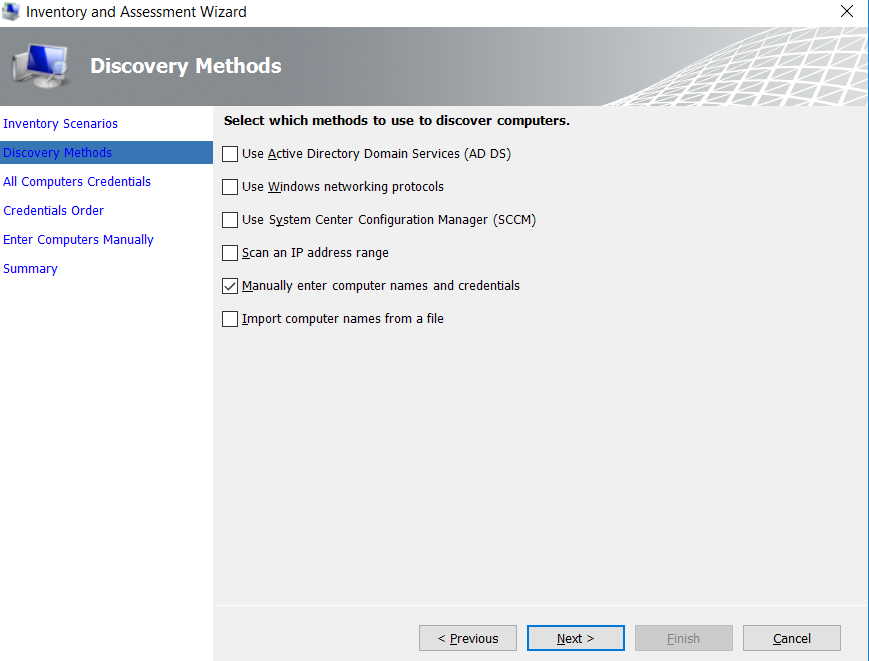 Inventory and Assessment Wizard
Discovery Methods
Inventory Scenarios
Discovery Methods
All Computers Credentials
Credentials Order
Enter Computers Manually
Summary
Select which methods to use to discover computers.
Use Active Directory Domain Services (AD DS)
Use Windows networking protocols
Use System Center Configuration Manager (SCCM)
Scan an IP address range
Manually enter computer names and credentials
Import computer names from a file
< Previous
Next >
Finish
Cancel